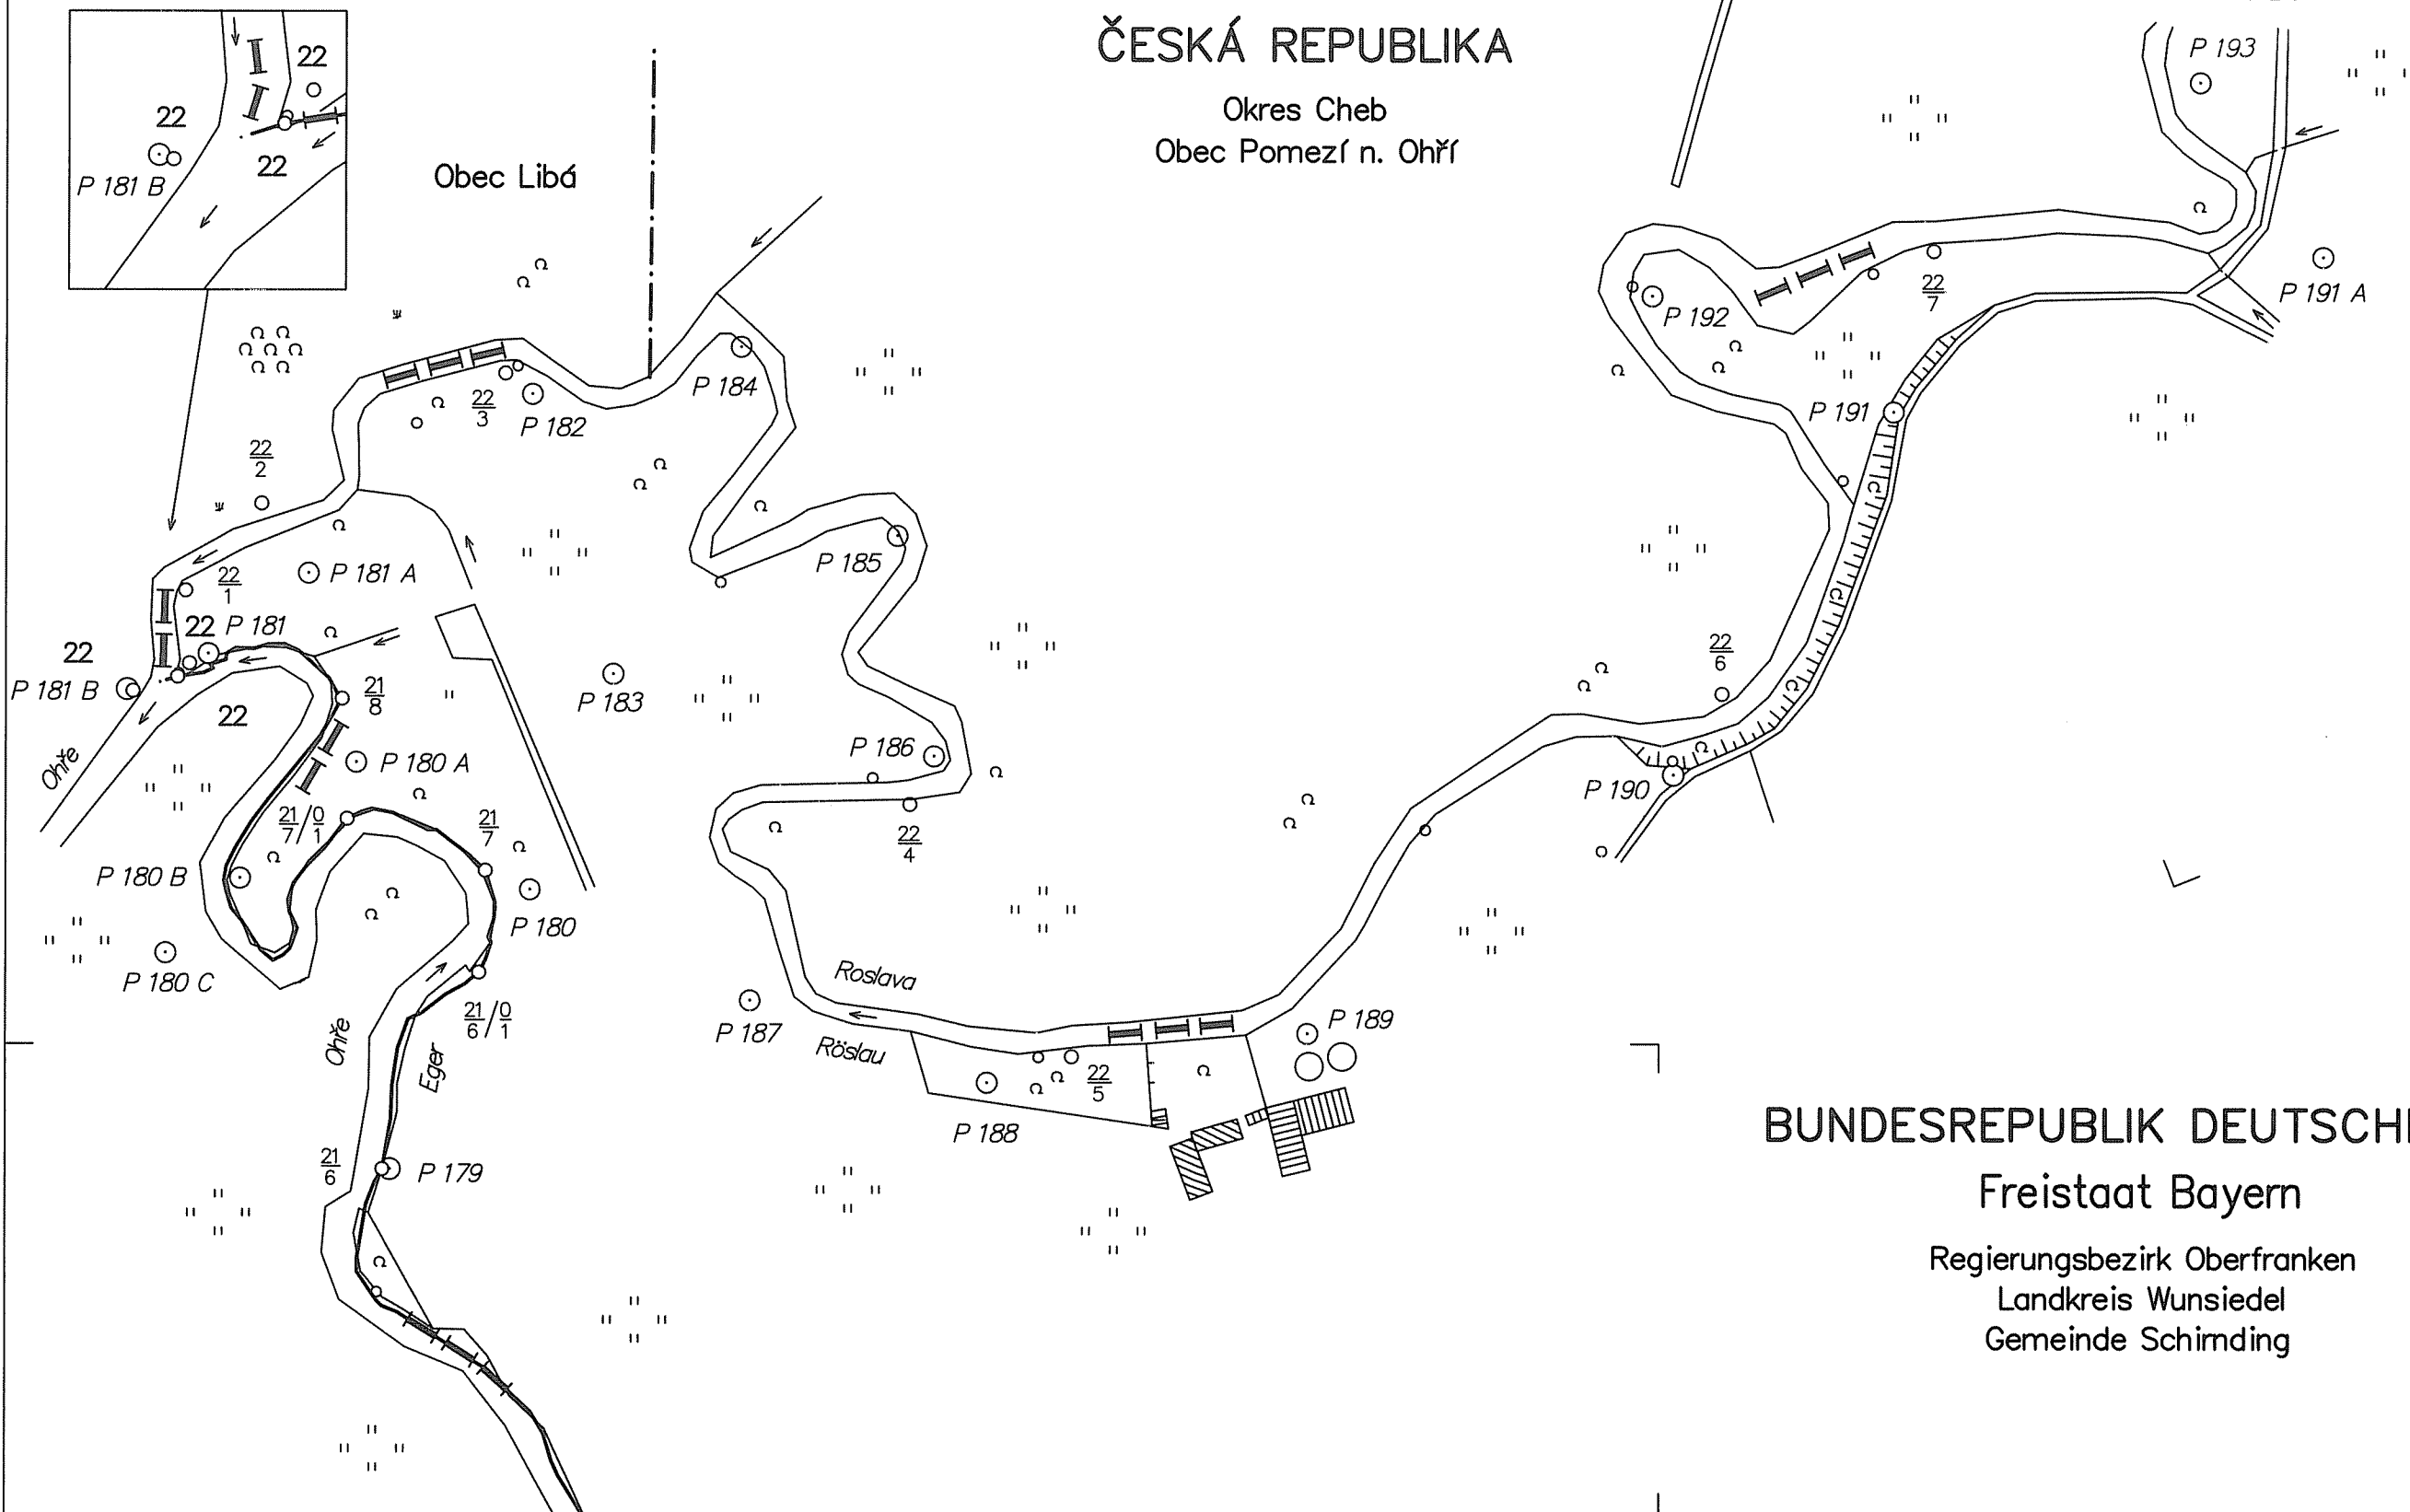 ČESKÁ REPUBLIKA
Okres Cheb
Obec Pomezí n. Ohří
Obec Libá
22
22
22
P 181 B
P 193
P 191 A
22/7
P 192
P 191
P 184
22/3
P 182
22/2
P 185
P 181 A
22/1
22
P 181
22
P 181 B
22
21/8
P 183
22/6
Ohře
P 180 A
P 186
P 190
21/7/0/1
21/7
22/4
P 180 B
P 180
P 180 C
Roslava
21/6/0/1
P 187
P 189
Ohře
Eger
Röslau
22/5
P 188
21/6
P 179
BUNDESREPUBLIK DEUTSCH
Freistaat Bayern
Regierungsbezirk Oberfranken
Landkreis Wunsiedel
Gemeinde Schirnding